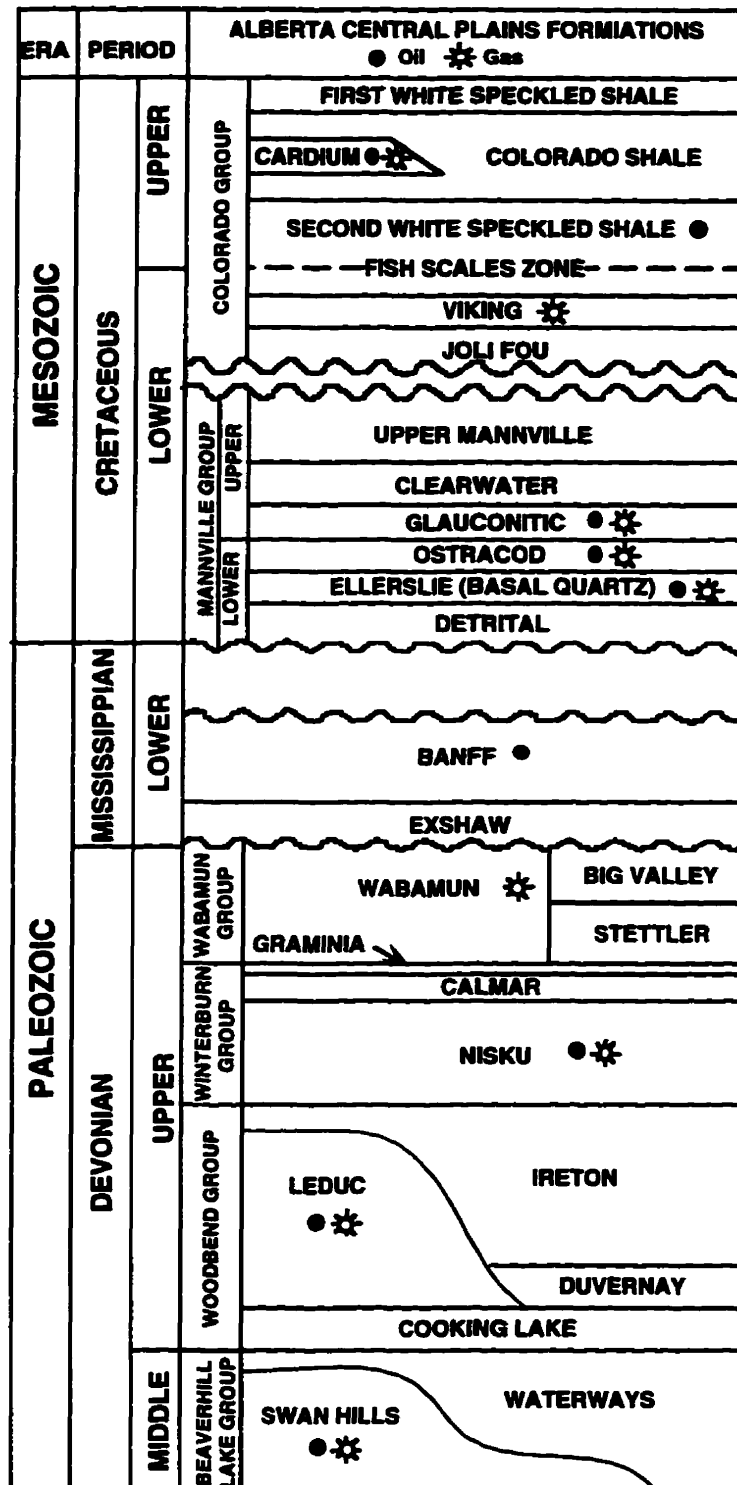 ALBERTA CENTRAL PLAINS FORMIATIONS
ERA
PERIOD
Oil
Gas
MESOZOIC
CRETACEOUS
UPPER
COLORADO GROUP
FIRST WHITE SPECKLED SHALE
CARDIUM
COLORADO SHALE
SECOND WHITE SPECKLED SHALE
FISH SCALES ZONE
LOWER
VIKING
JOLI FOU
MANNVILLE GROUP
UPPER
UPPER MANNVILLE
CLEARWATER
GLAUCONITIC
LOWER
OSTRACOD
ELLERSLIE (BASAL QUARTZ)
DETRITAL
PALEOZOIC
MISSISSIPPIAN
LOWER
BANFF
EXSHAW
DEVONIAN
UPPER
WABAMUN
GROUP
WABAMUN
BIG VALLEY
STETTLER
GRAMINIA
WINTERBURN
GROUP
CALMAR
NISKU
WOODBEND GROUP
LEDUC
IRETON
DUVERNAY
COOKING LAKE
MIDDLE
BEAVERHILL
LAKE GROUP
SWAN HILLS
WATERWAYS